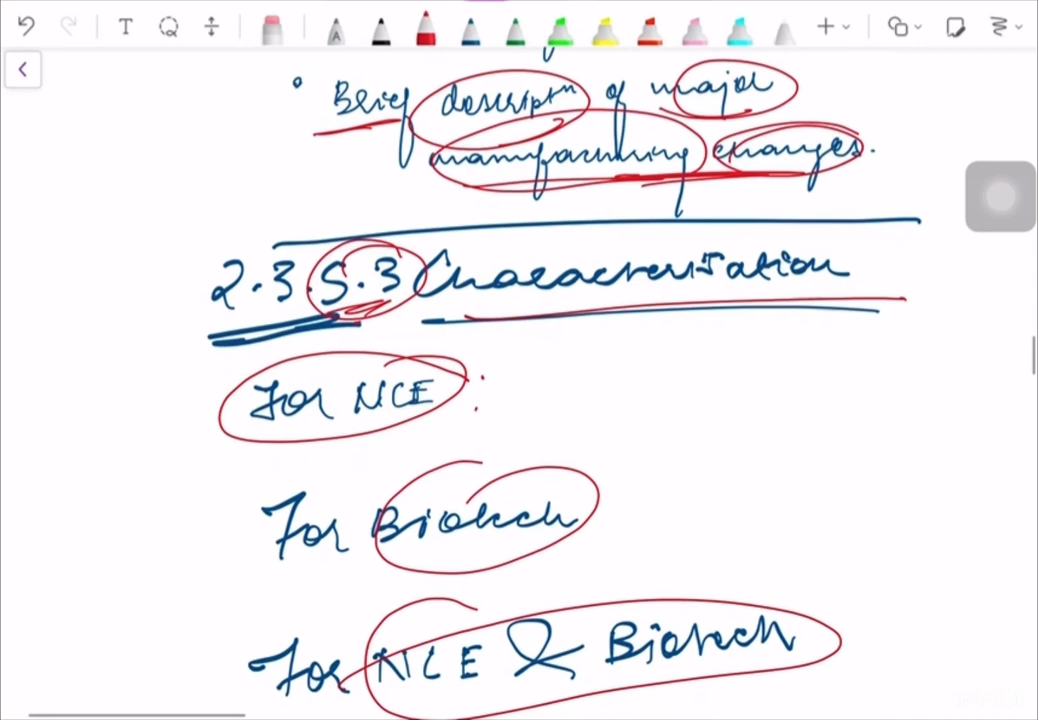 • Brief descriptn of major
manufacturing changes.
2.3.S.3 Characterisation
For NCE :
For Biotech
For NCE & Biotech